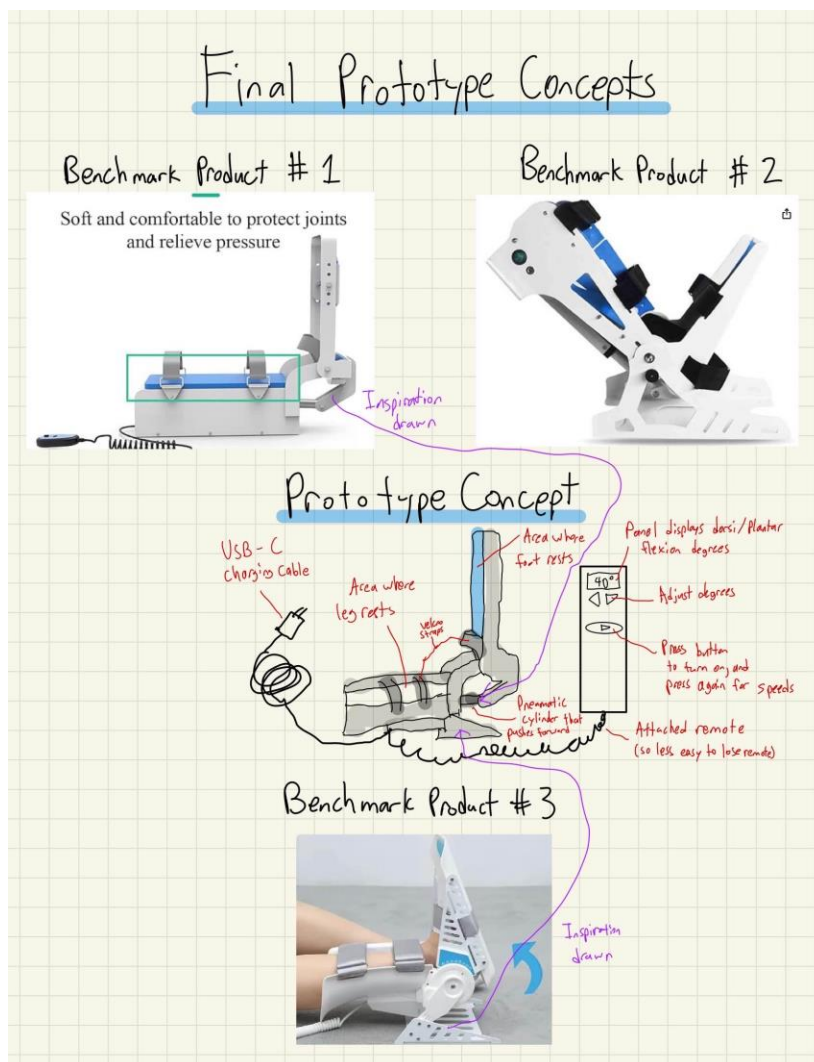 Final Prototype Concepts
Benchmark Product # 1
Benchmark Product # 2
Soft and comfortable to protect joints
and relieve pressure
Inspiration
drawn
Prototype Concept
USB-C
Charging Cable
Area where
leg rests
velcro
straps
Area where
foot rests
Panel displays dorsi/plantar
flexion degrees
40°
Adjust degrees
Press button
to turn on, and
press again for speeds
Pneumatic
cylinder that
pushes forward
Attached remote
(so less easy to lose remote)
Benchmark Product # 3
Inspiration
drawn